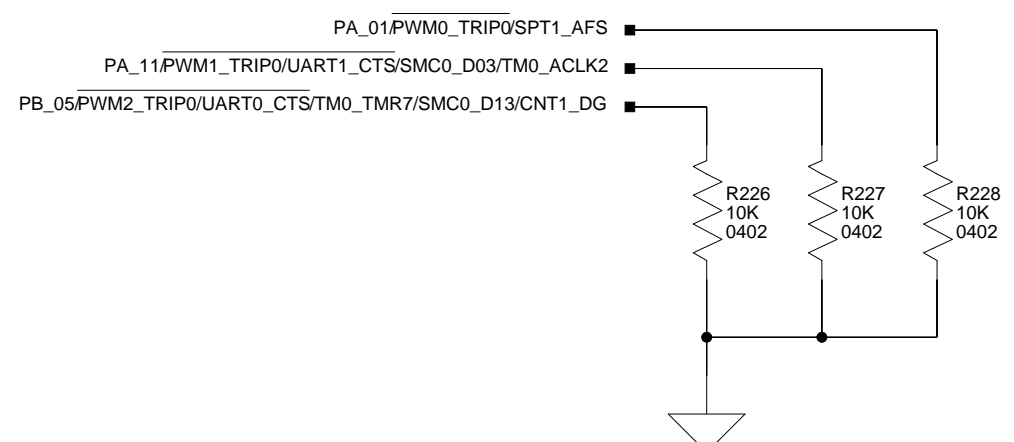 PA_01/PWM0_TRIP0/SPT1_AFS
PA_11/PWM1_TRIP0/UART1_CTS/SMC0_D03/TM0_ACLK2
PB_05/PWM2_TRIP0/UART0_CTS/TM0_TMR7/SMC0_D13/CNT1_DG
R226
10K
0402
R227
10K
0402
R228
10K
0402